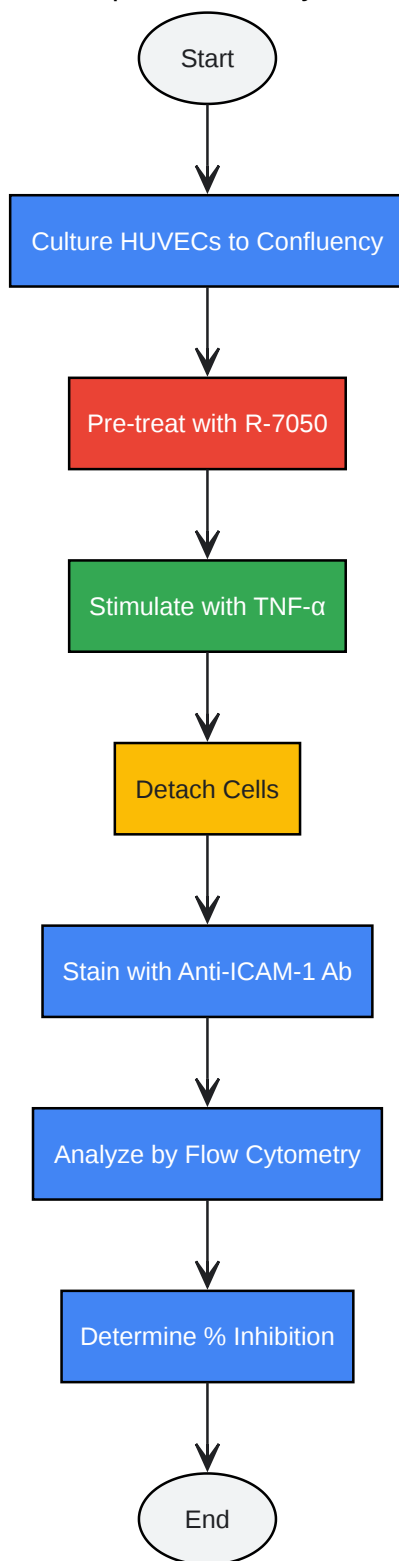 Start
Culture HUVECs to Confluency
Pre-treat with R-7050
Stimulate with TNF-α
Detach Cells
Stain with Anti-ICAM-1 Ab
Analyze by Flow Cytometry
Determine % Inhibition
End